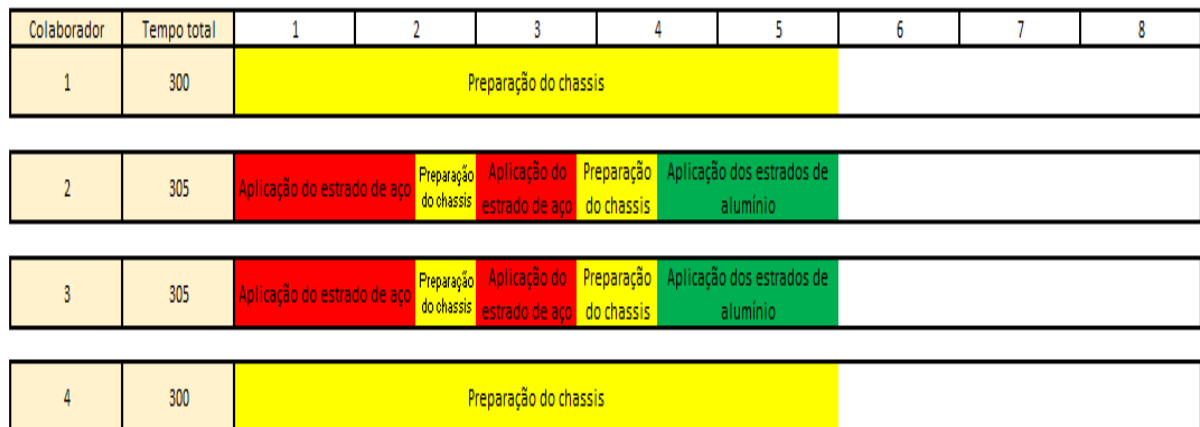 Colaborador Tempo total 1 2 3 4 5 6 7 8
1 300 Preparação do chassis
2 305 Aplicação do estrado de aço Preparação do chassis Aplicação do estrado de aço Preparação do chassis Aplicação dos estrados de alumínio
3 305 Aplicação do estrado de aço Preparação do chassis Aplicação do estrado de aço Preparação do chassis Aplicação dos estrados de alumínio
4 300 Preparação do chassis